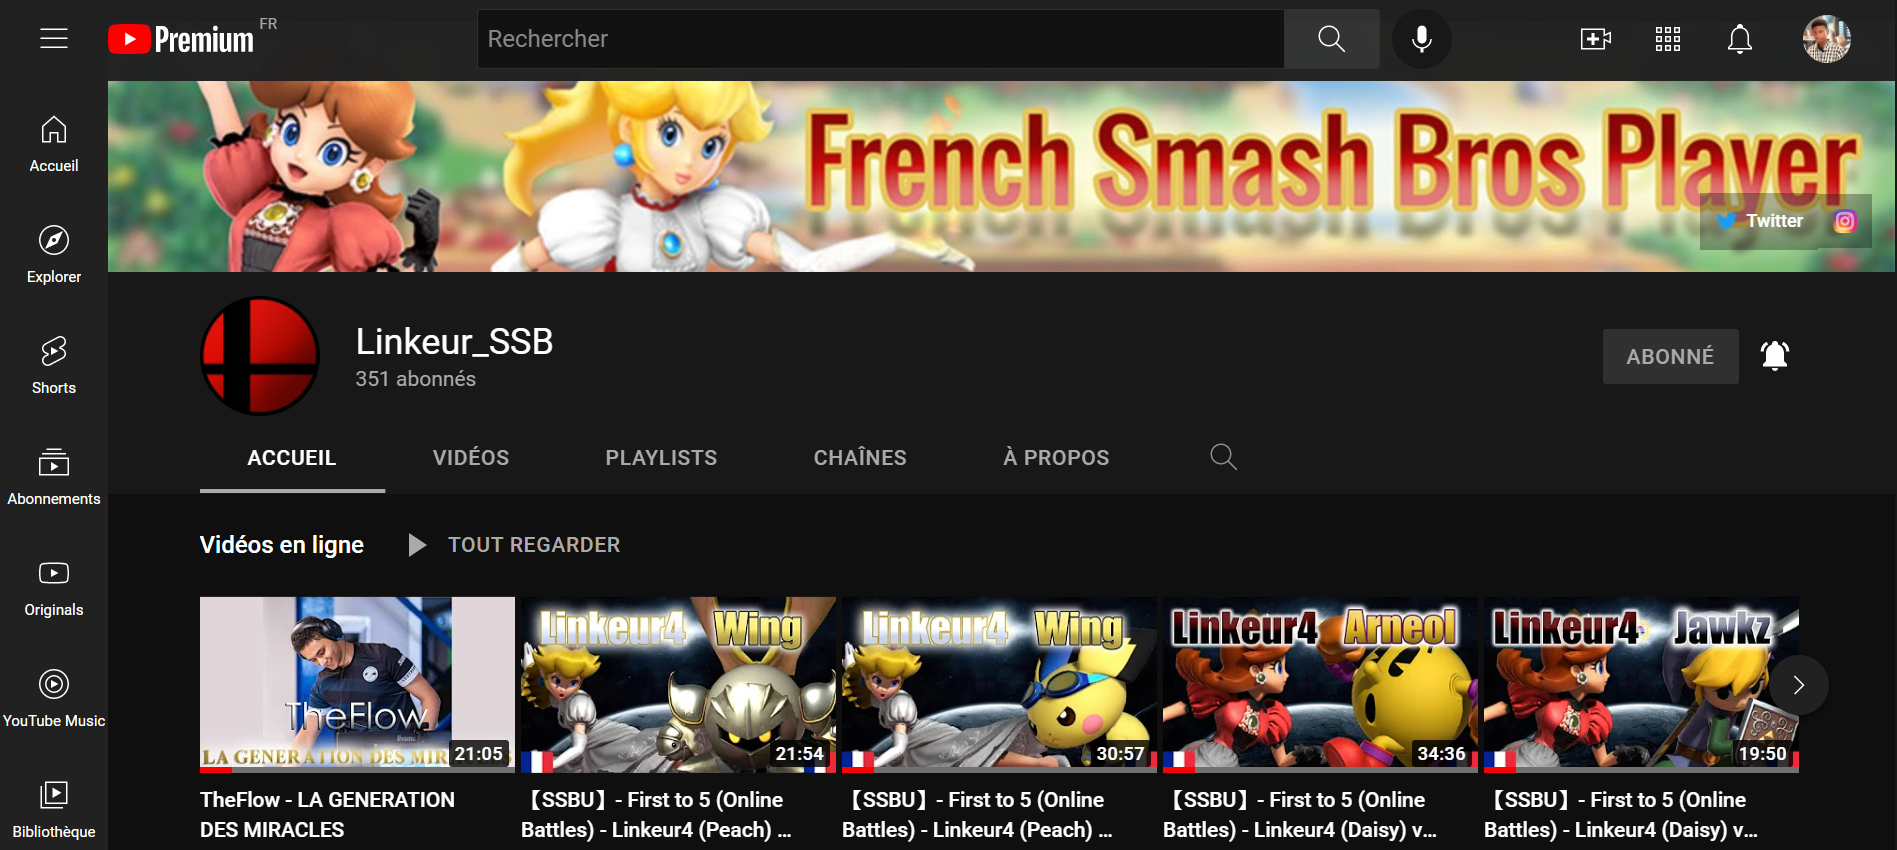 Premium FR
Rechercher
French Smash Bros Player
Twitter
Accueil
Explorer
Shorts
Abonnements
Originals
YouTube Music
Bibliothèque
Linkeur_SSB
351 abonnés
ABONNÉ
ACCUEIL VIDÉOS PLAYLISTS CHAÎNES À PROPOS
Vidéos en ligne TOUT REGARDER
TheFlow
LA GENERATION DES MIR
21:05
Linkeur4 Wing
21:54
Linkeur4 Wing
30:57
Linkeur4 Arneol
34:36
Linkeur4 Jawkz
19:50
TheFlow - LA GENERATION
DES MIRACLES
【SSBU】- First to 5 (Online
Battles) - Linkeur4 (Peach) ...
【SSBU】- First to 5 (Online
Battles) - Linkeur4 (Peach) ...
【SSBU】- First to 5 (Online
Battles) - Linkeur4 (Daisy) v...
【SSBU】- First to 5 (Online
Battles) - Linkeur4 (Daisy) v...